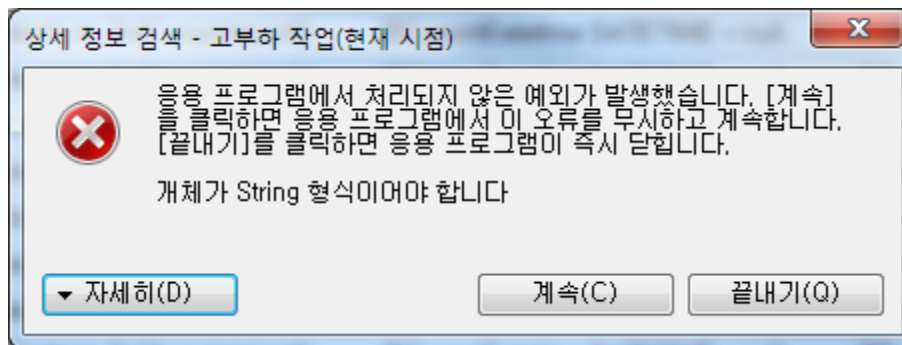 상세 정보 검색 - 고부하 작업(현재 시점)
응용 프로그램에서 처리되지 않은 예외가 발생했습니다. [계속]
을 클릭하면 응용 프로그램에서 이 오류를 무시하고 계속합니다.
[끝내기]를 클릭하면 응용 프로그램이 즉시 닫힙니다.
개체가 String 형식이어야 합니다
자세히(D)
계속(C)
끝내기(Q)